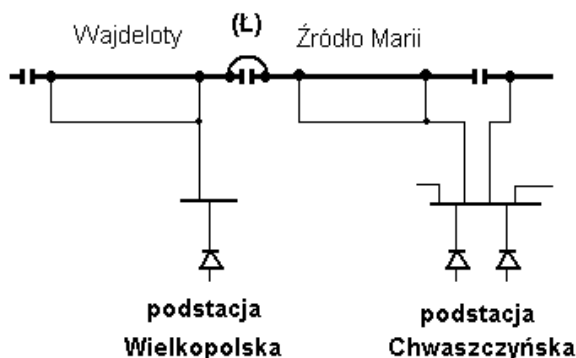 (Ł)
Wajdeloty
Źródło Marii
podstacja
Wielkopolska
podstacja
Chwaszczyńska